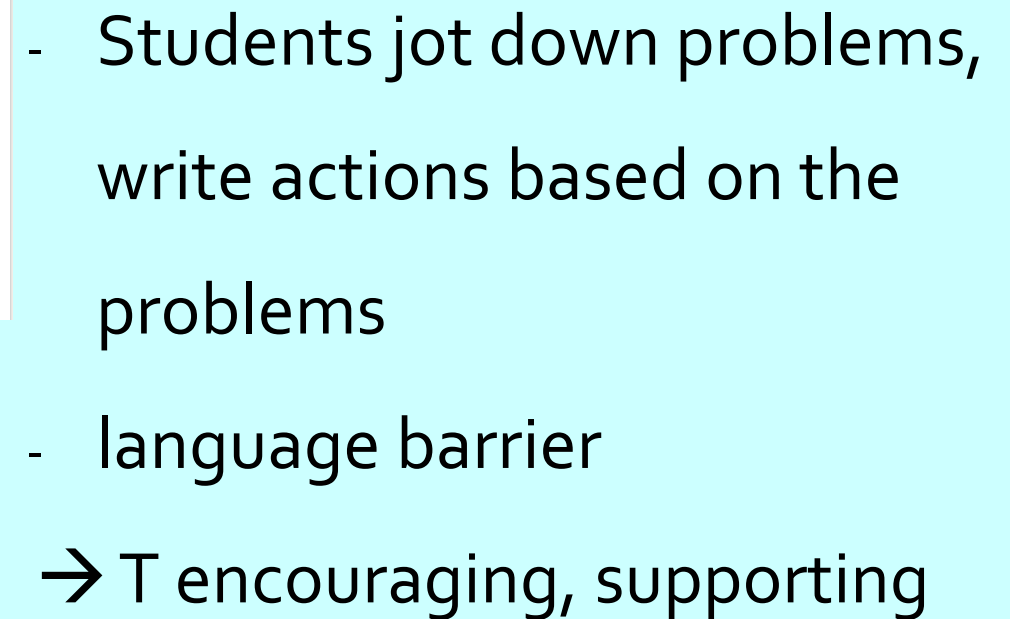 - Students jot down problems,
write actions based on the
problems
- language barrier
→ T encouraging, supporting